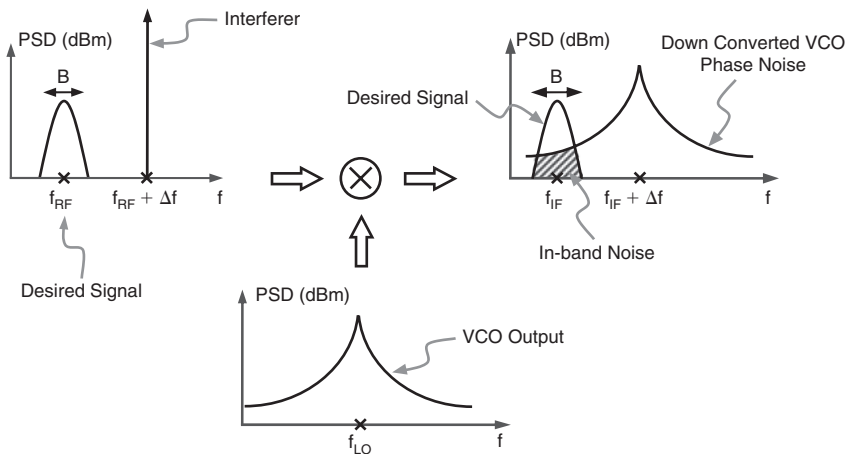 Interferer
PSD (dBm)
B
f_RF
f_RF + Δf
f
Desired Signal
PSD (dBm)
Down Converted VCO
Phase Noise
B
Desired Signal
f_IF
f_IF + Δf
f
In-band Noise
PSD (dBm)
VCO Output
f_LO
f